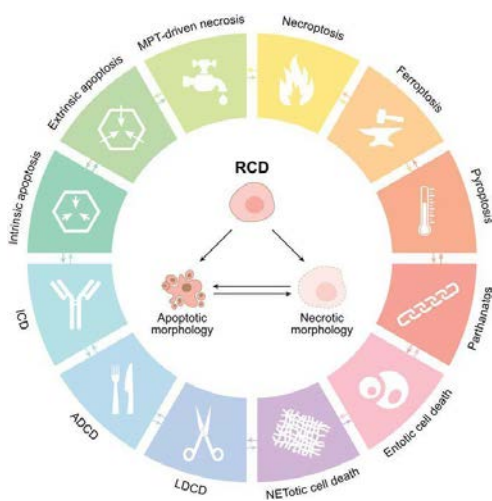 MPT-driven necrosis
Necroptosis
Ferroptosis
Pyroptosis
Parthanatos
Entotic cell death
NETotic cell death
LDCD
ADCD
ICD
Intrinsic apoptosis
Extrinsic apoptosis
RCD
Apoptotic
morphology
Necrotic
morphology